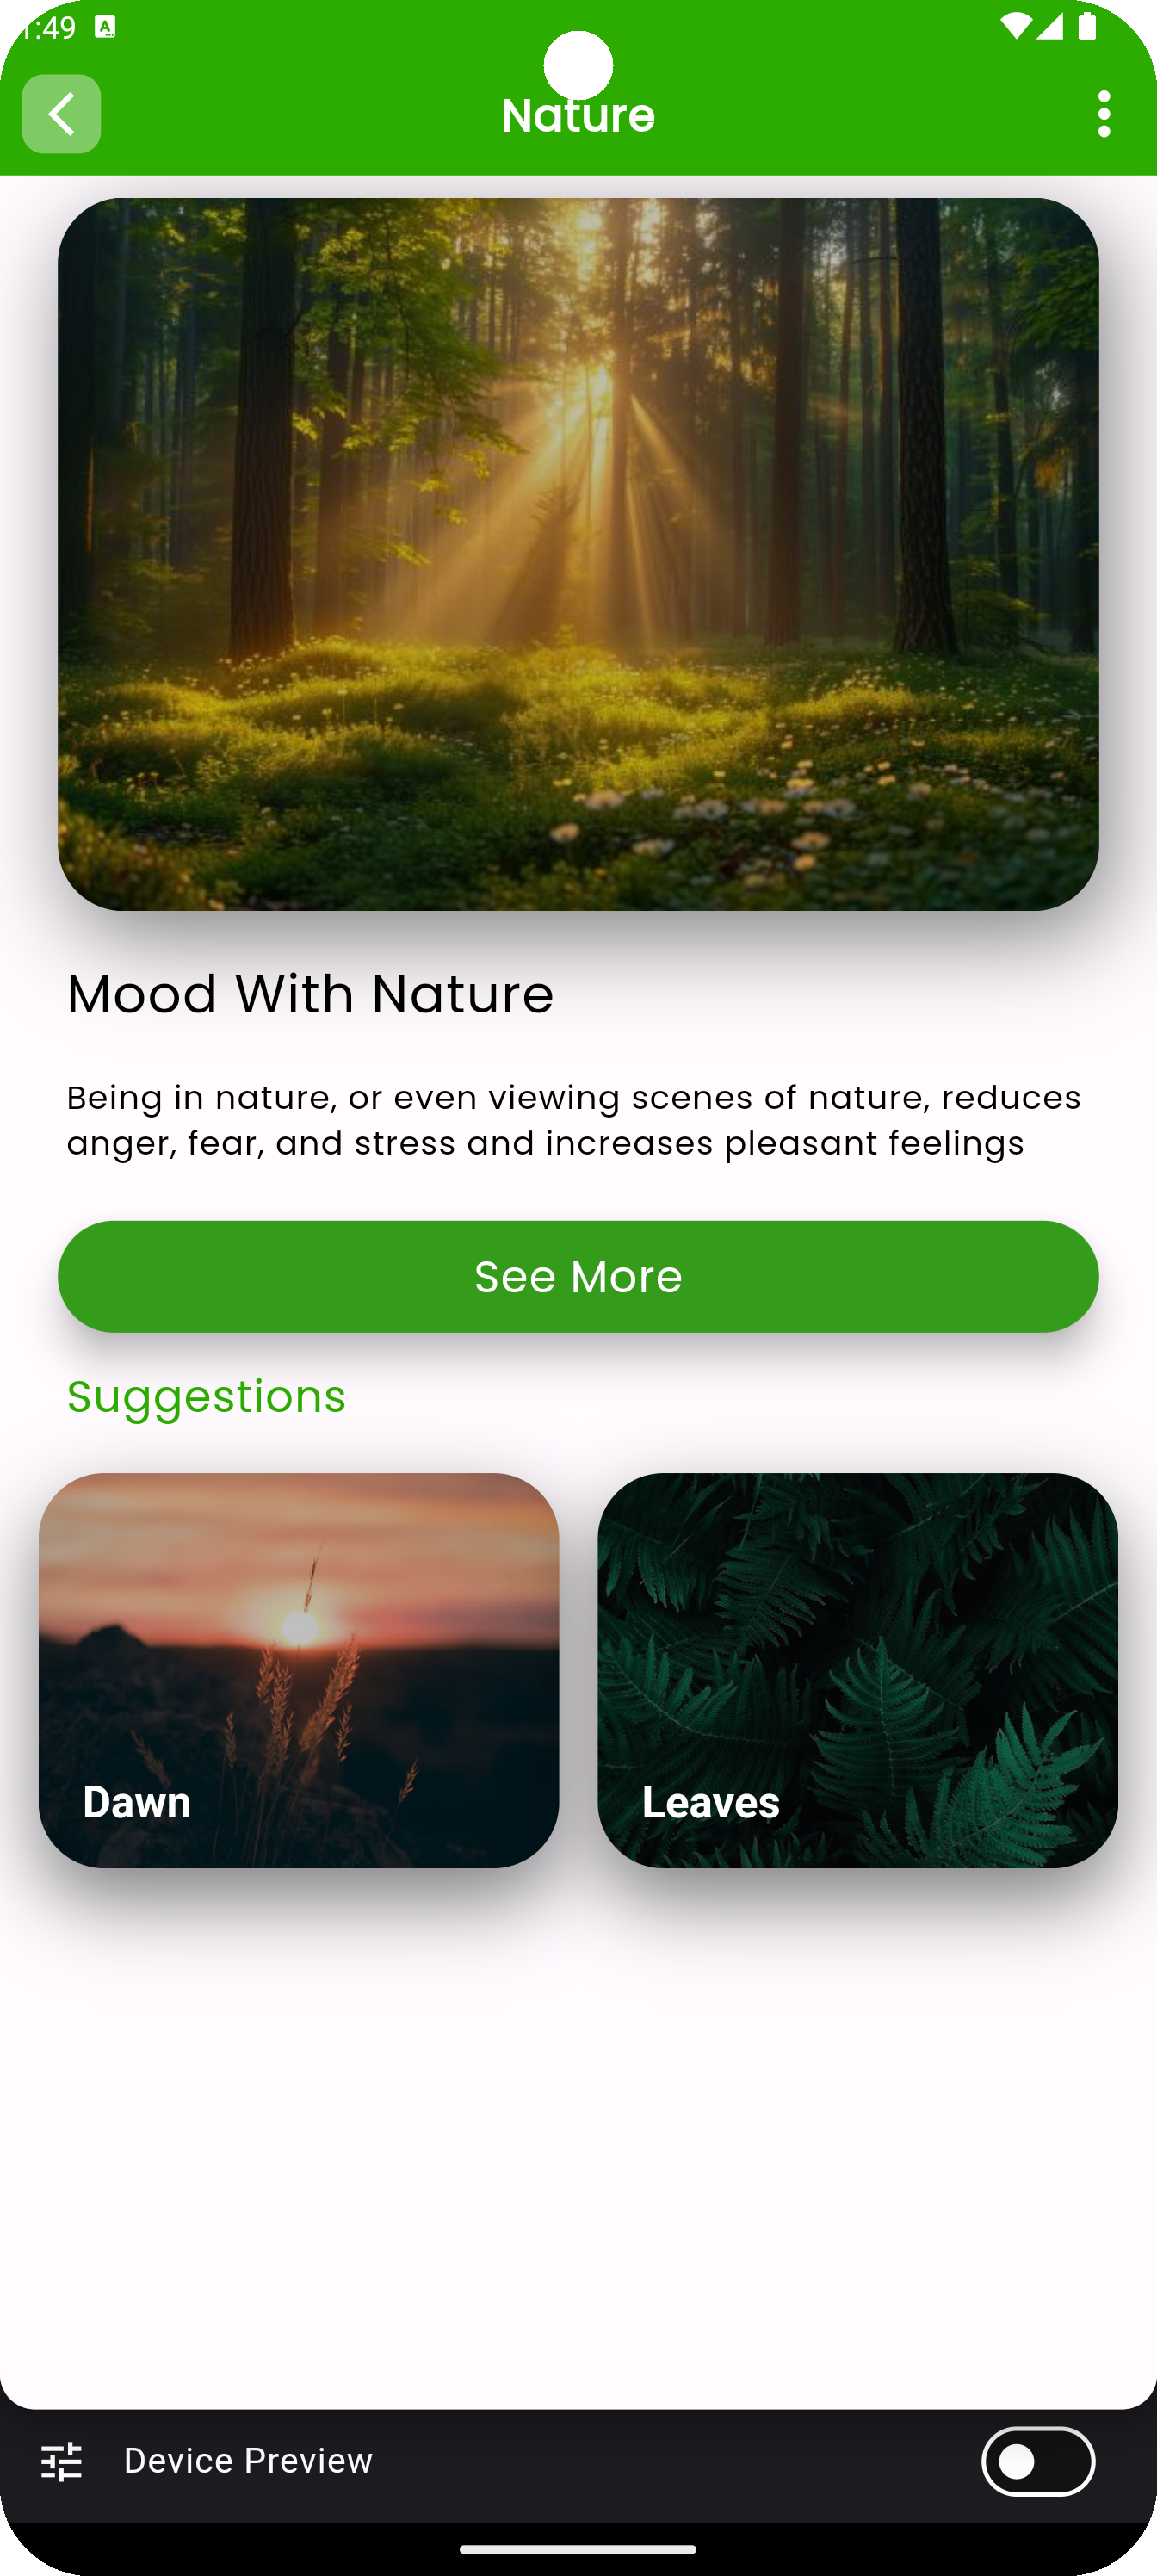 :49
Nature
Mood With Nature
Being in nature, or even viewing scenes of nature, reduces
anger, fear, and stress and increases pleasant feelings
See More
Suggestions
Dawn
Leaves
Device Preview